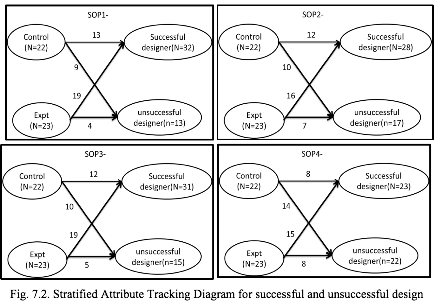 SOP1-
Control
(N=22)
13
Successful
designer(N=32)
9
19
Expt
(N=23)
4
unsuccessful
designer(n=13)
SOP2-
Control
(N=22)
12
Successful
designer(N=28)
10
16
Expt
(N=23)
7
unsuccessful
designer(n=17)
SOP3-
Control
(N=22)
12
Successful
designer(N=31)
10
19
Expt
(N=23)
5
unsuccessful
designer(n=15)
SOP4-
Control
(N=22)
8
Successful
designer(N=23)
14
15
Expt
(N=23)
8
unsuccessful
designer(n=22)
Fig. 7.2. Stratified Attribute Tracking Diagram for successful and unsuccessful design